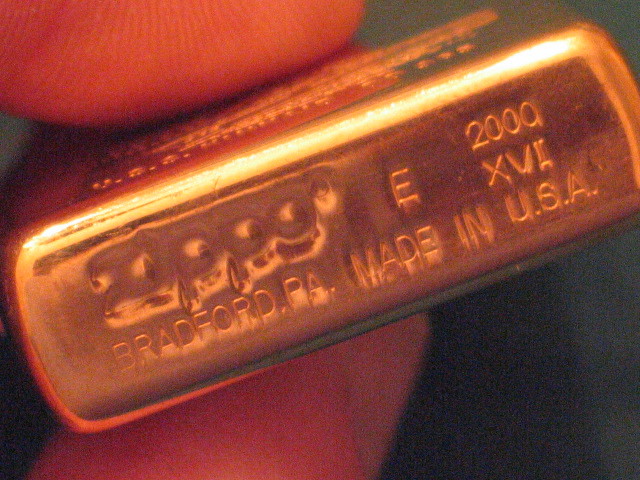 2000
Zippo E XVI
BRADFORD, PA. MADE IN U.S.A.